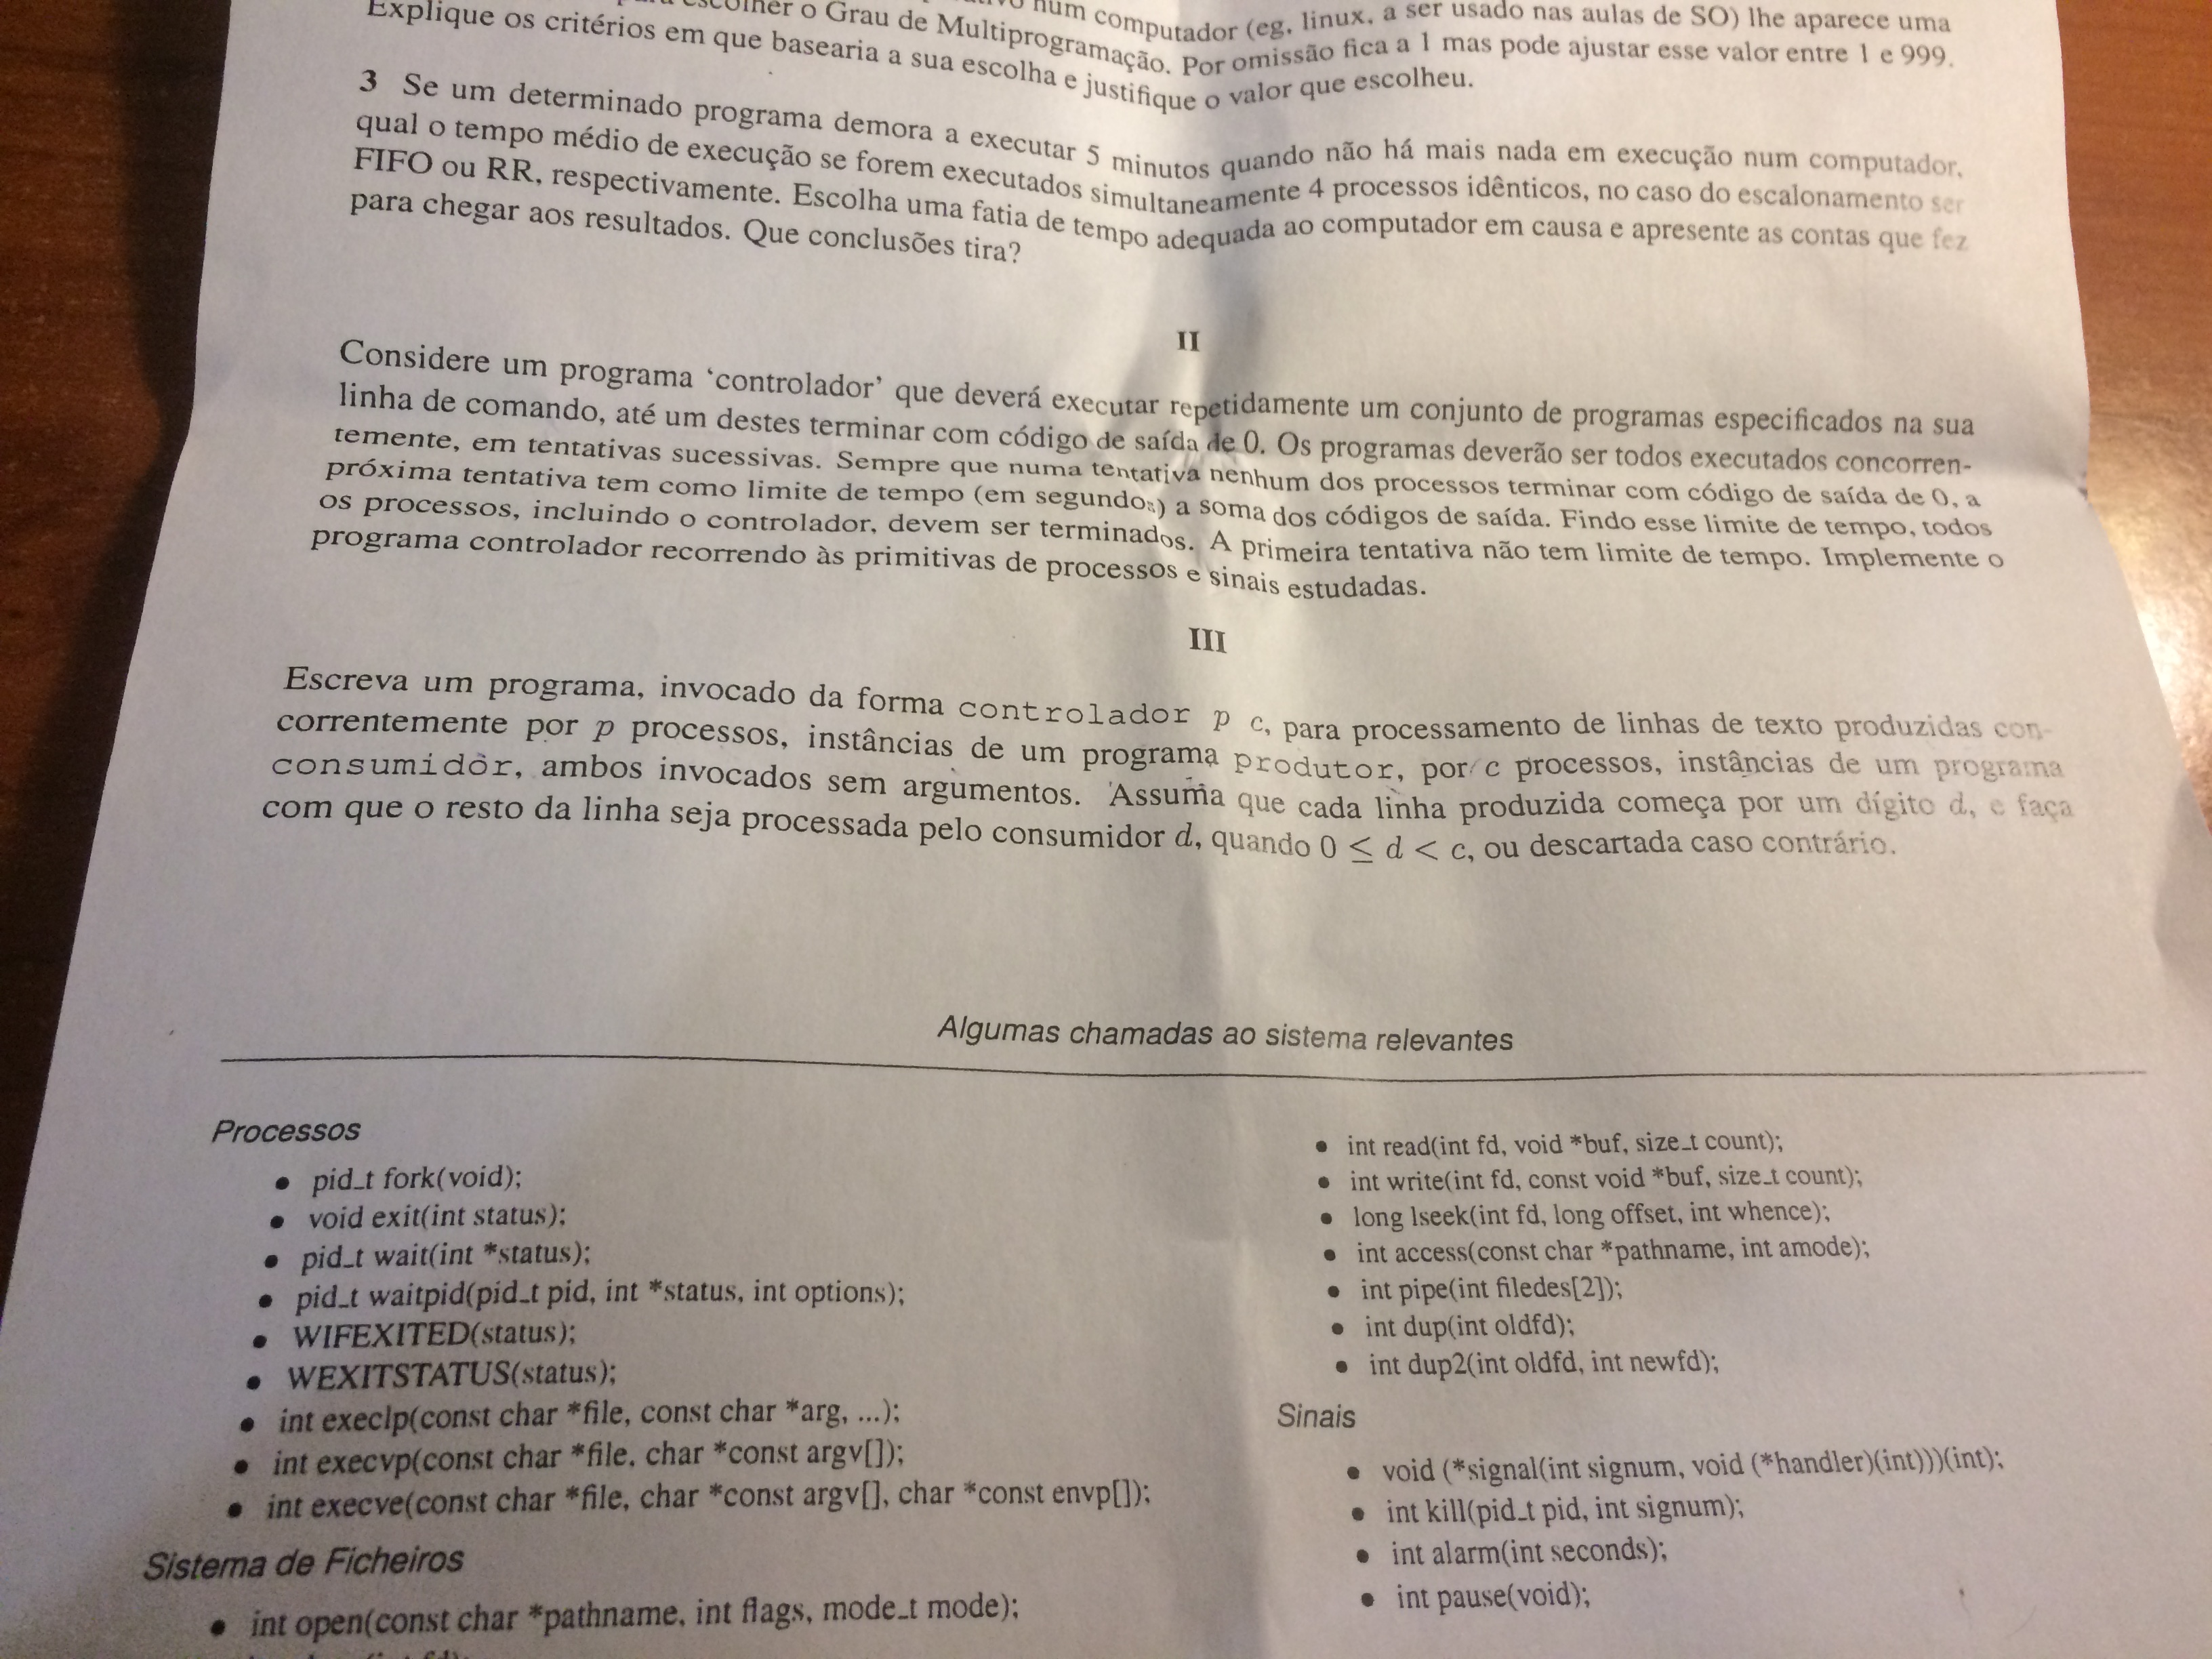 escolher o Grau de Multiprogramação. Por omissão fica a 1 mas pode ajustar esse valor entre 1 e 999.
num computador (eg, linux, a ser usado nas aulas de SO) lhe aparece uma
Explique os critérios em que basearia a sua escolha e justifique o valor que escolheu.
3 Se um determinado programa demora a executar 5 minutos quando não há mais nada em execução num computador,
qual o tempo médio de execução se forem executados simultaneamente 4 processos idênticos, no caso do escalonamento ser
FIFO ou RR, respectivamente. Escolha uma fatia de tempo adequada ao computador em causa e apresente as contas que fez
para chegar aos resultados. Que conclusões tira?
II
Considere um programa ‘controlador’ que deverá executar repetidamente um conjunto de programas especificados na sua
linha de comando, até um destes terminar com código de saída de 0. Os programas deverão ser todos executados concorren-
temente, em tentativas sucessivas. Sempre que numa tentativa nenhum dos processos terminar com código de saída de 0, a
próxima tentativa tem como limite de tempo (em segundos) a soma dos códigos de saída. Findo esse limite de tempo, todos
os processos, incluindo o controlador, devem ser terminados. A primeira tentativa não tem limite de tempo. Implemente o
programa controlador recorrendo às primitivas de processos e sinais estudadas.
III
Escreva um programa, invocado da forma controlador p c, para processamento de linhas de texto produzidas con-
correntemente por p processos, instâncias de um programa produtor, por c processos, instâncias de um programa
consumidor, ambos invocados sem argumentos. Assuma que cada linha produzida começa por um dígito d, e faça
com que o resto da linha seja processada pelo consumidor d, quando 0 ≤ d < c, ou descartada caso contrário.
Algumas chamadas ao sistema relevantes
Processos
• pid_t fork(void);
• void exit(int status);
• pid_t wait(int *status);
• pid_t waitpid(pid_t pid, int *status, int options);
• WIFEXITED(status);
• WEXITSTATUS(status);
• int execlp(const char *file, const char *arg, ...);
• int execvp(const char *file, char *const argv[]);
• int execve(const char *file, char *const argv[], char *const envp[]);
Sistema de Ficheiros
• int open(const char *pathname, int flags, mode_t mode);
• int read(int fd, void *buf, size_t count);
• int write(int fd, const void *buf, size_t count);
• long lseek(int fd, long offset, int whence);
• int access(const char *pathname, int amode);
• int pipe(int filedes[2]);
• int dup(int oldfd);
• int dup2(int oldfd, int newfd);
Sinais
• void (*signal(int signum, void (*handler)(int)))(int);
• int kill(pid_t pid, int signum);
• int alarm(int seconds);
• int pause(void);